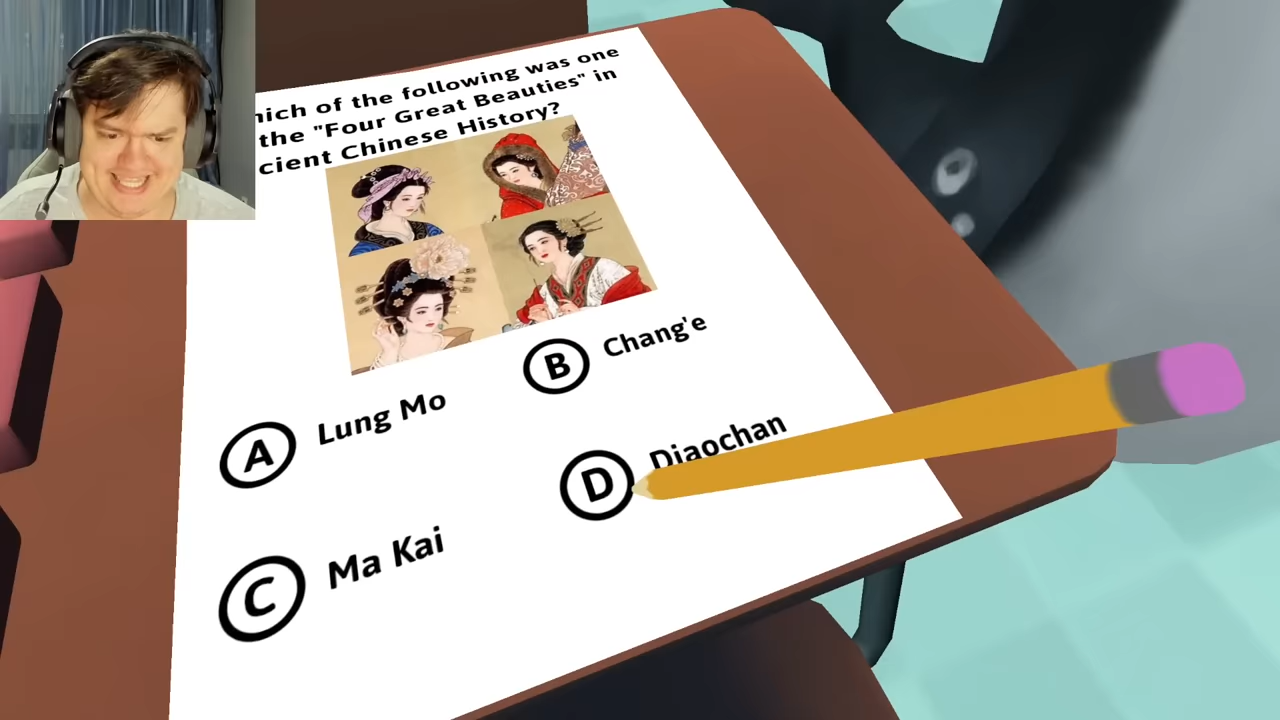 hich of the following was one
the "Four Great Beauties" in
cient Chinese History?
B Chang'e
A Lung Mo
D Diaochan
C Ma Kai